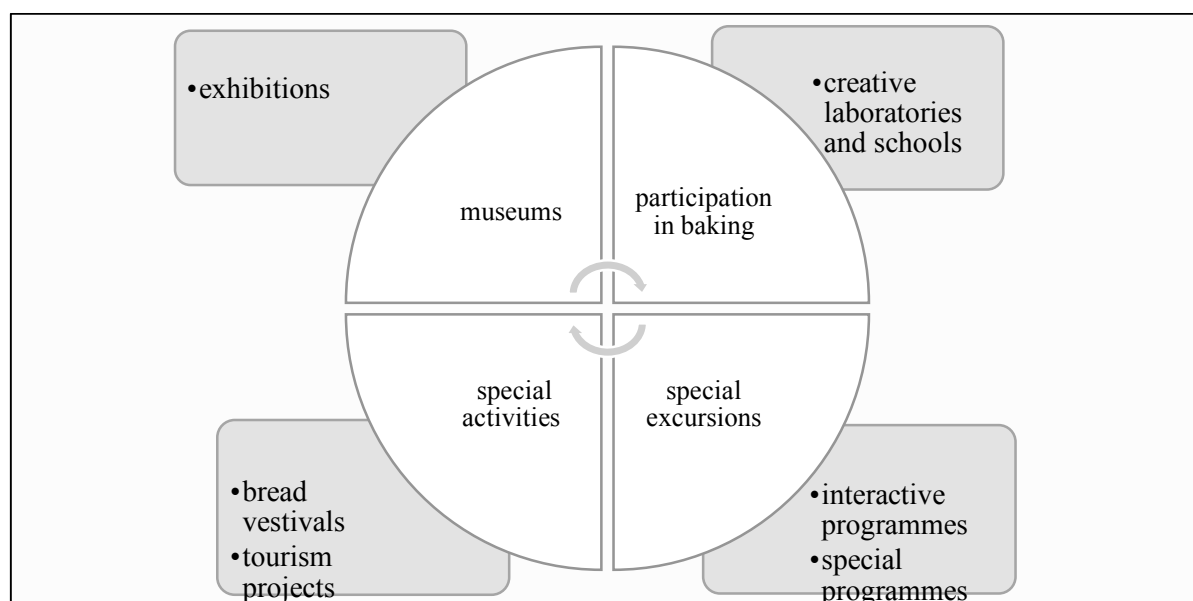 •exhibitions
•creative
laboratories
and schools
museums
participation
in baking
special
activities
special
excursions
•bread
vestivals
•tourism
projects
•interactive
programmes
•special
programmes